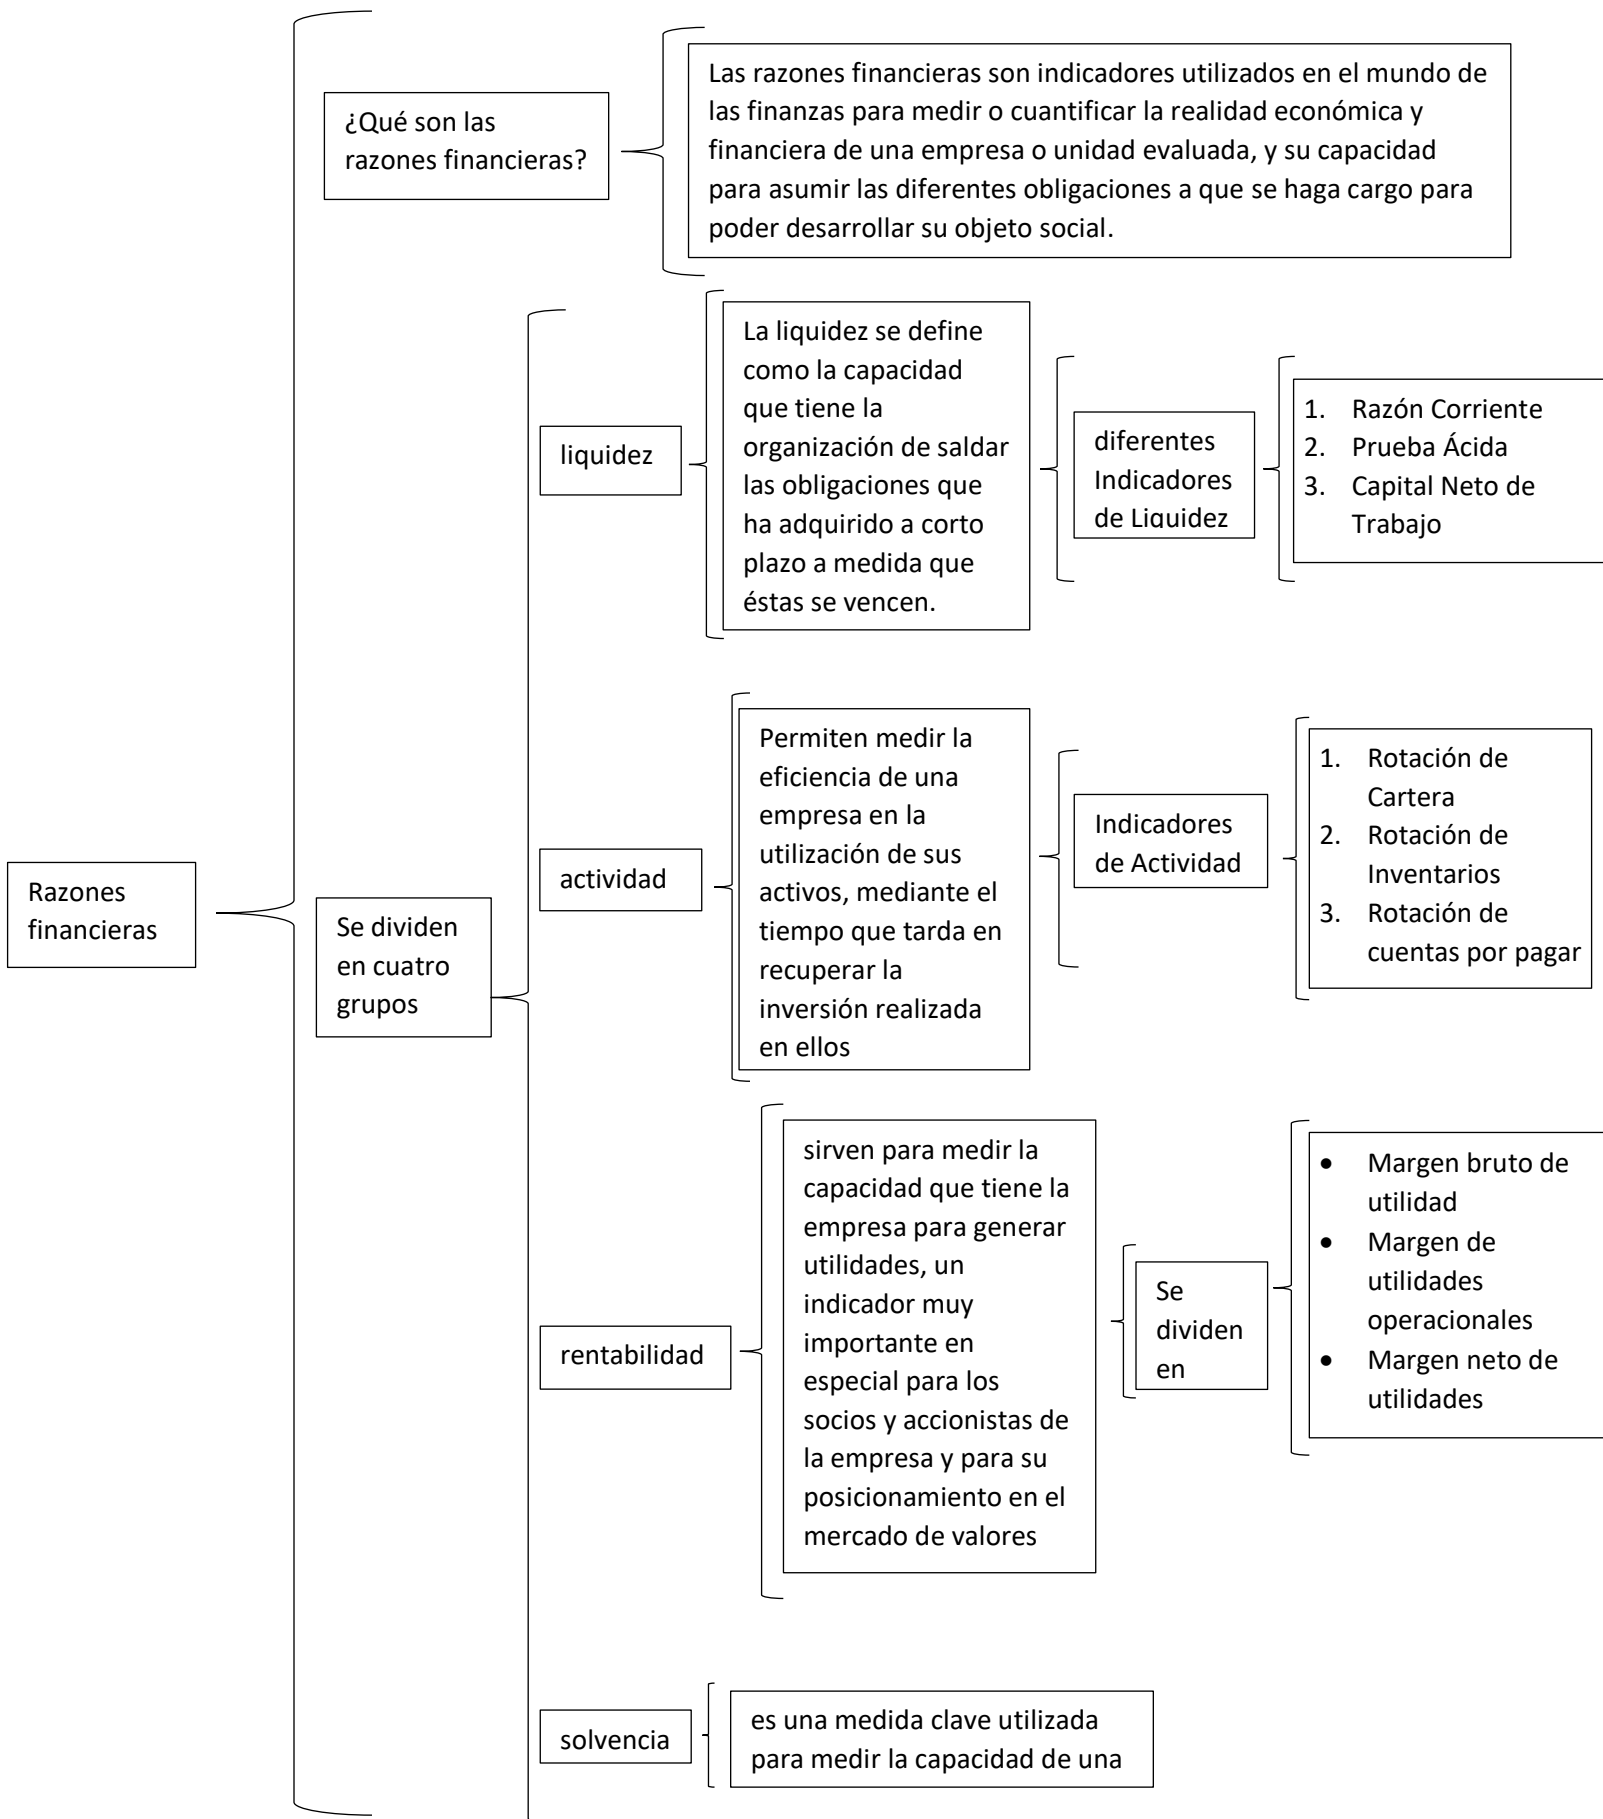 Razones
financieras
¿Qué son las
razones financieras?
Las razones financieras son indicadores utilizados en el mundo de
las finanzas para medir o cuantificar la realidad económica y
financiera de una empresa o unidad evaluada, y su capacidad
para asumir las diferentes obligaciones a que se haga cargo para
poder desarrollar su objeto social.
Se dividen
en cuatro
grupos
liquidez
La liquidez se define
como la capacidad
que tiene la
organización de saldar
las obligaciones que
ha adquirido a corto
plazo a medida que
éstas se vencen.
diferentes
Indicadores
de Liquidez
1. Razón Corriente
2. Prueba Ácida
3. Capital Neto de
Trabajo
actividad
Permiten medir la
eficiencia de una
empresa en la
utilización de sus
activos, mediante el
tiempo que tarda en
recuperar la
inversión realizada
en ellos
Indicadores
de Actividad
1. Rotación de
Cartera
2. Rotación de
Inventarios
3. Rotación de
cuentas por pagar
rentabilidad
sirven para medir la
capacidad que tiene la
empresa para generar
utilidades, un
indicador muy
importante en
especial para los
socios y accionistas de
la empresa y para su
posicionamiento en el
mercado de valores
Se
dividen
en
• Margen bruto de
utilidad
• Margen de
utilidades
operacionales
• Margen neto de
utilidades
solvencia
es una medida clave utilizada
para medir la capacidad de una